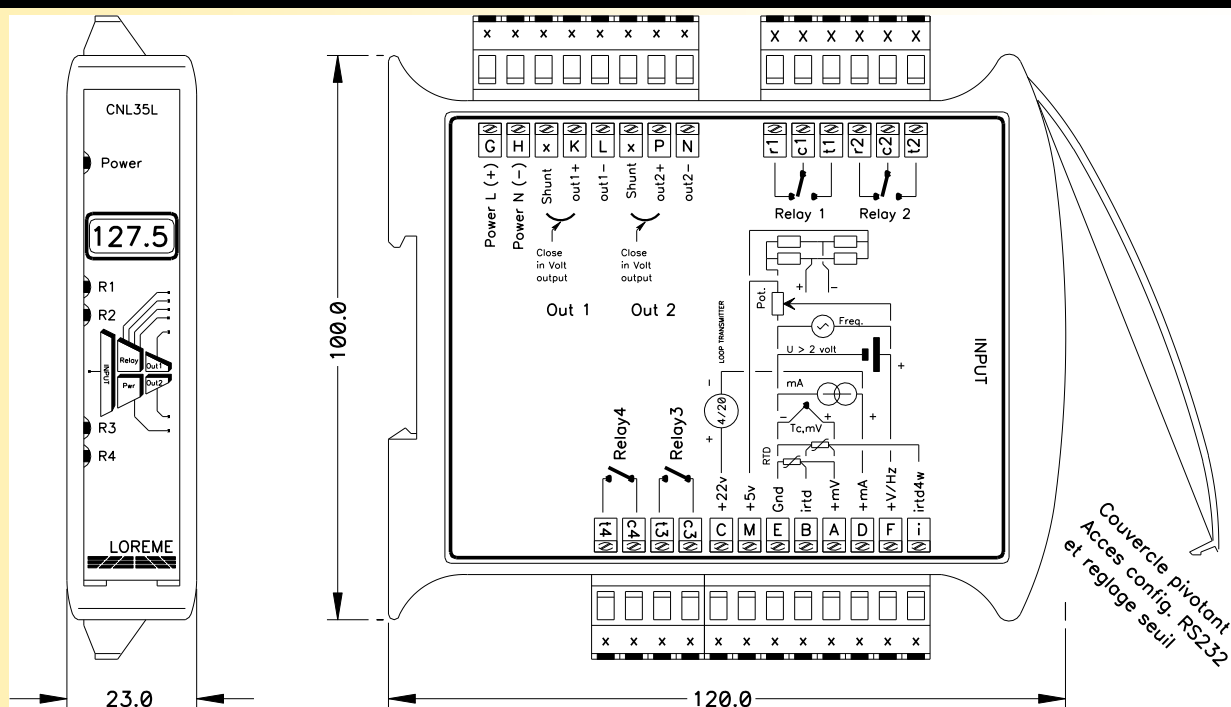 CNL35L
Power
127.5
R1
R2
INPUT
Relay
Pwr
Out1
Out2
R3
R4
LOREME
23.0
100.0
x x x x x x x x
x x x x x x
G H x K L x P N
Power L (+)
Power N (-)
Shunt
out1+
out1-
Shunt
out2+
out2-
Close
in Volt
output
Close
in Volt
output
Out 1
Out 2
r1 c1 t1 r2 c2 t2
Relay 1
Relay 2
+ -
Pot.
Freq.
U > 2 volt
+
LOOP TRANSMITTER
-
4/20
+
mA
- + +
Tc,mV
RTD
INPUT
Relay4
Relay3
+22v
+5v
Gnd
irtd
+mV
+mA
+V/Hz
irtd4w
t4 c4 t3 c3 C M E B A D F i
x x x x x x x x x x x x
120.0
Couvercle pivotant
Acces config. RS232
et reglage seuil